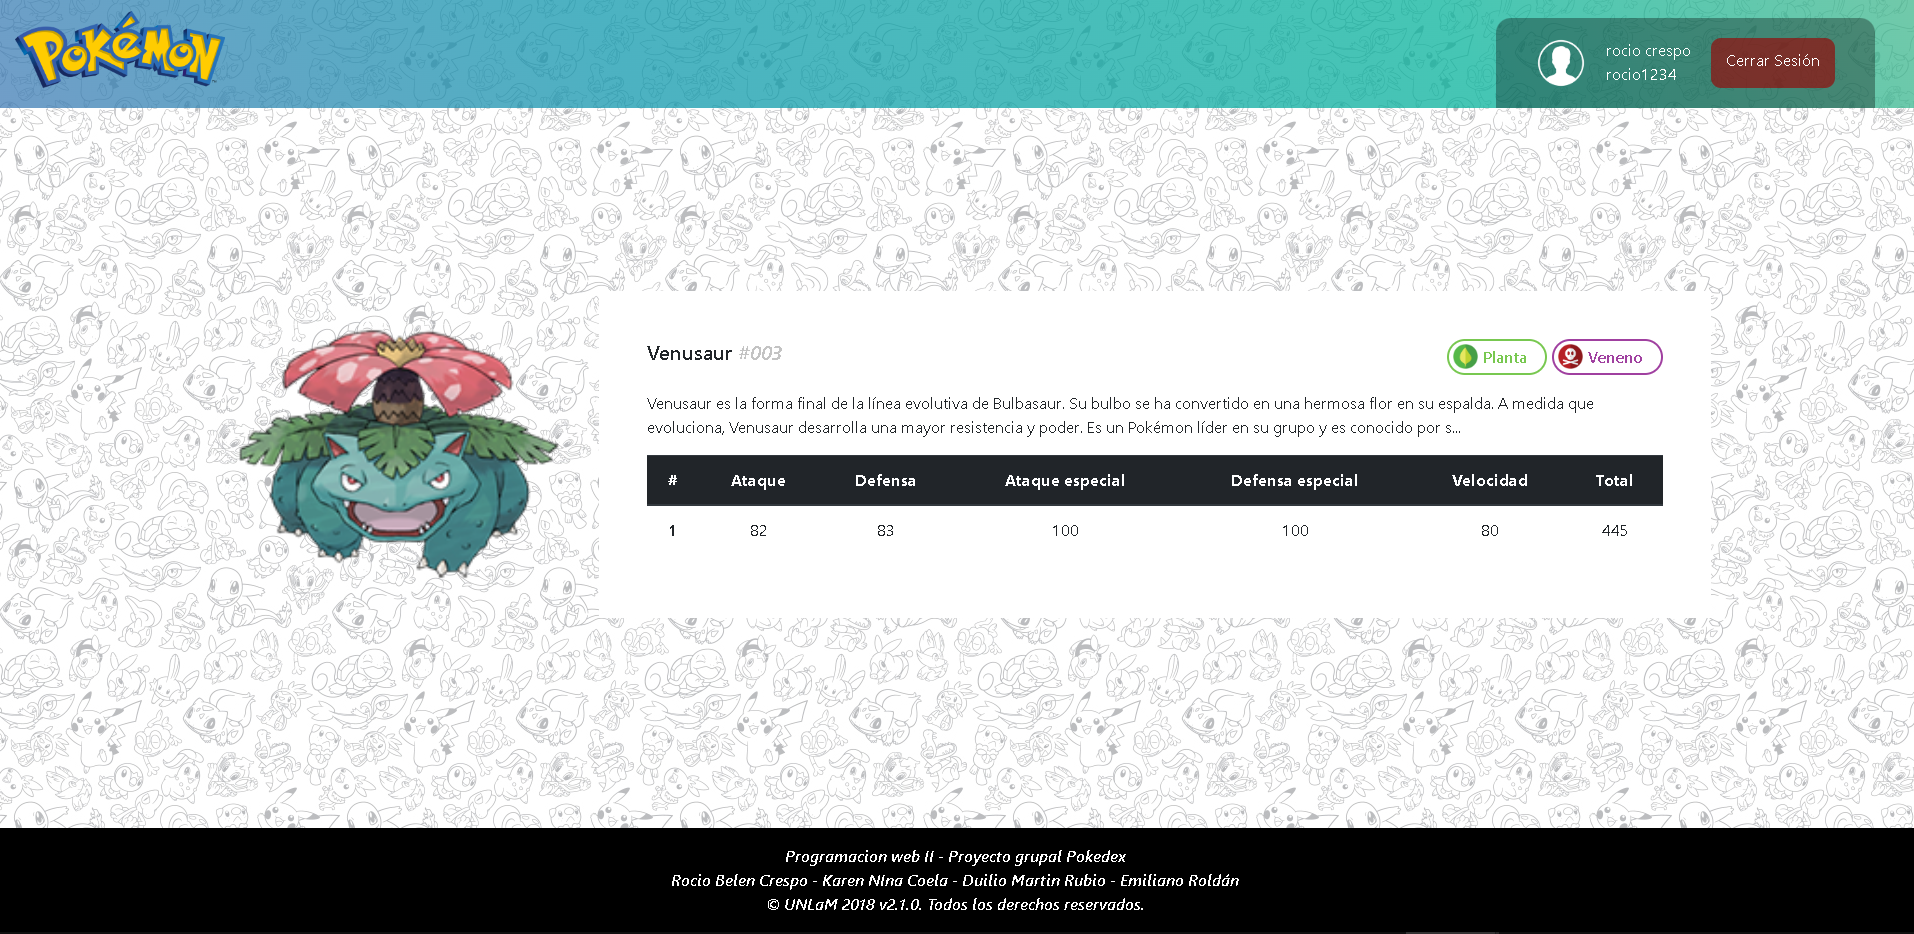 POKéMON
rocio crespo
rocio1234
Cerrar Sesión
Venusaur #003
Planta
Veneno
Venusaur es la forma final de la línea evolutiva de Bulbasaur. Su bulbo se ha convertido en una hermosa flor en su espalda. A medida que
evoluciona, Venusaur desarrolla una mayor resistencia y poder. Es un Pokémon líder en su grupo y es conocido por s...
# Ataque Defensa Ataque especial Defensa especial Velocidad Total
1 82 83 100 100 80 445
Programacion web II - Proyecto grupal Pokedex
Rocio Belen Crespo - Karen NIna Coela - Duilio Martin Rubio - Emiliano Roldán
© UNLaM 2018 v2.1.0. Todos los derechos reservados.